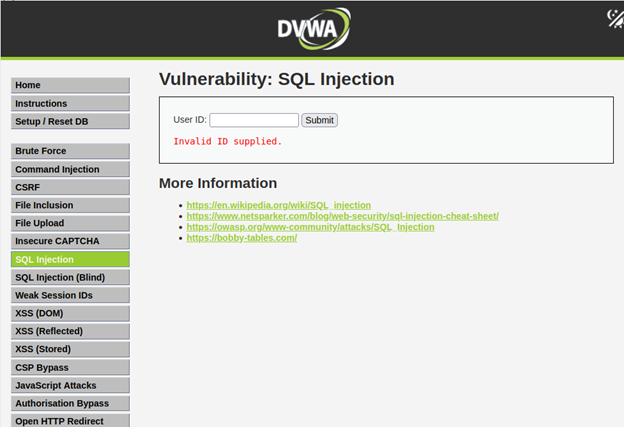 DVWA
Home
Instructions
Setup / Reset DB
Brute Force
Command Injection
CSRF
File Inclusion
File Upload
Insecure CAPTCHA
SQL Injection
SQL Injection (Blind)
Weak Session IDs
XSS (DOM)
XSS (Reflected)
XSS (Stored)
CSP Bypass
JavaScript Attacks
Authorisation Bypass
Open HTTP Redirect
Vulnerability: SQL Injection
User ID: Submit
Invalid ID supplied.
More Information
https://en.wikipedia.org/wiki/SQL_injection
https://www.netsparker.com/blog/web-security/sql-injection-cheat-sheet/
https://owasp.org/www-community/attacks/SQL_Injection
https://bobby-tables.com/